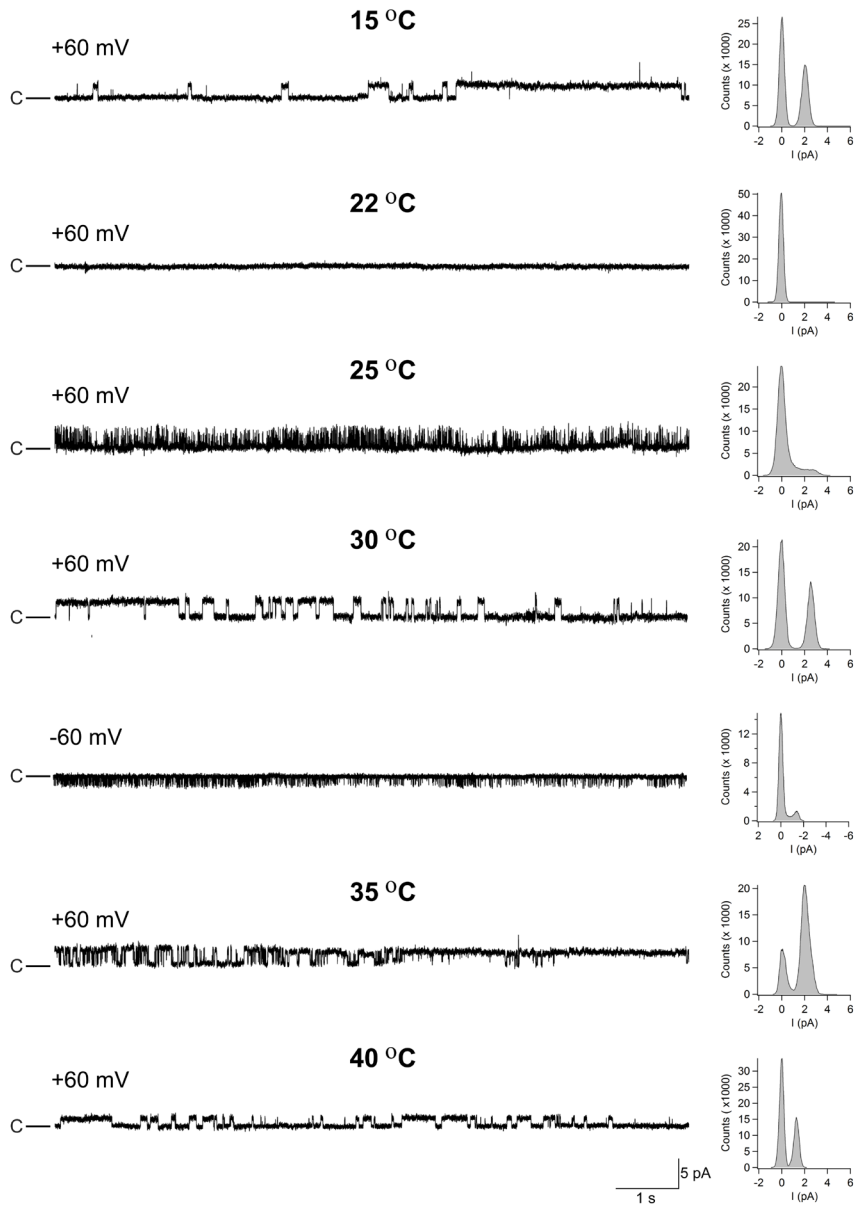 15 °C
+60 mV
C
25
20
15
10
5
0
Counts (x 1000)
-2 0 2 4 6
I (pA)
22 °C
+60 mV
C
50
40
30
20
10
0
Counts (x 1000)
-2 0 2 4 6
I (pA)
25 °C
+60 mV
C
20
15
10
5
0
Counts (x 1000)
-2 0 2 4 6
I (pA)
30 °C
+60 mV
C
20
15
10
5
0
Counts (x 1000)
-2 0 2 4 6
I (pA)
-60 mV
C
12
8
4
0
Counts (x 1000)
2 0 -2 -4 -6
I (pA)
35 °C
+60 mV
C
20
15
10
5
0
Counts (x 1000)
-2 0 2 4 6
I (pA)
40 °C
+60 mV
C
30
25
20
15
10
5
0
Counts ( x1000)
-2 0 2 4 6
I (pA)
5 pA
1 s